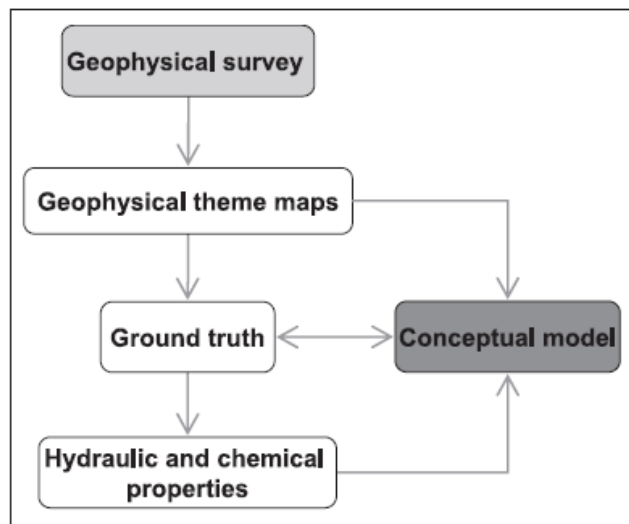 Geophysical survey
Geophysical theme maps
Ground truth
Conceptual model
Hydraulic and chemical
properties